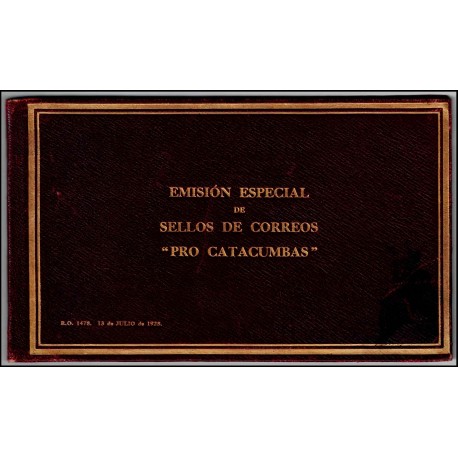 EMISIÓN ESPECIAL
DE
SELLOS DE CORREOS
“PRO CATACUMBAS”
R.O. 1478. 13 de JULIO de 1928.